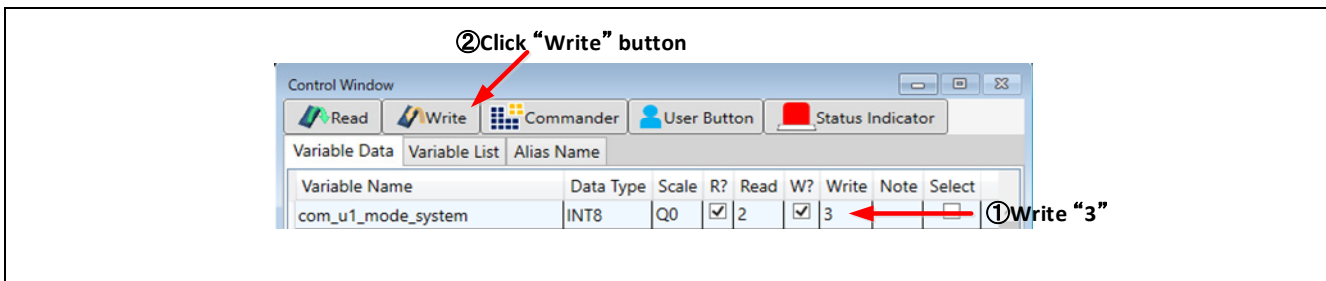 ②Click “Write” button
Control Window
Read Write Commander User Button Status Indicator
Variable Data Variable List Alias Name
Variable Name Data Type Scale R? Read W? Write Note Select
com_u1_mode_system INT8 Q0 2 3
①Write “3”